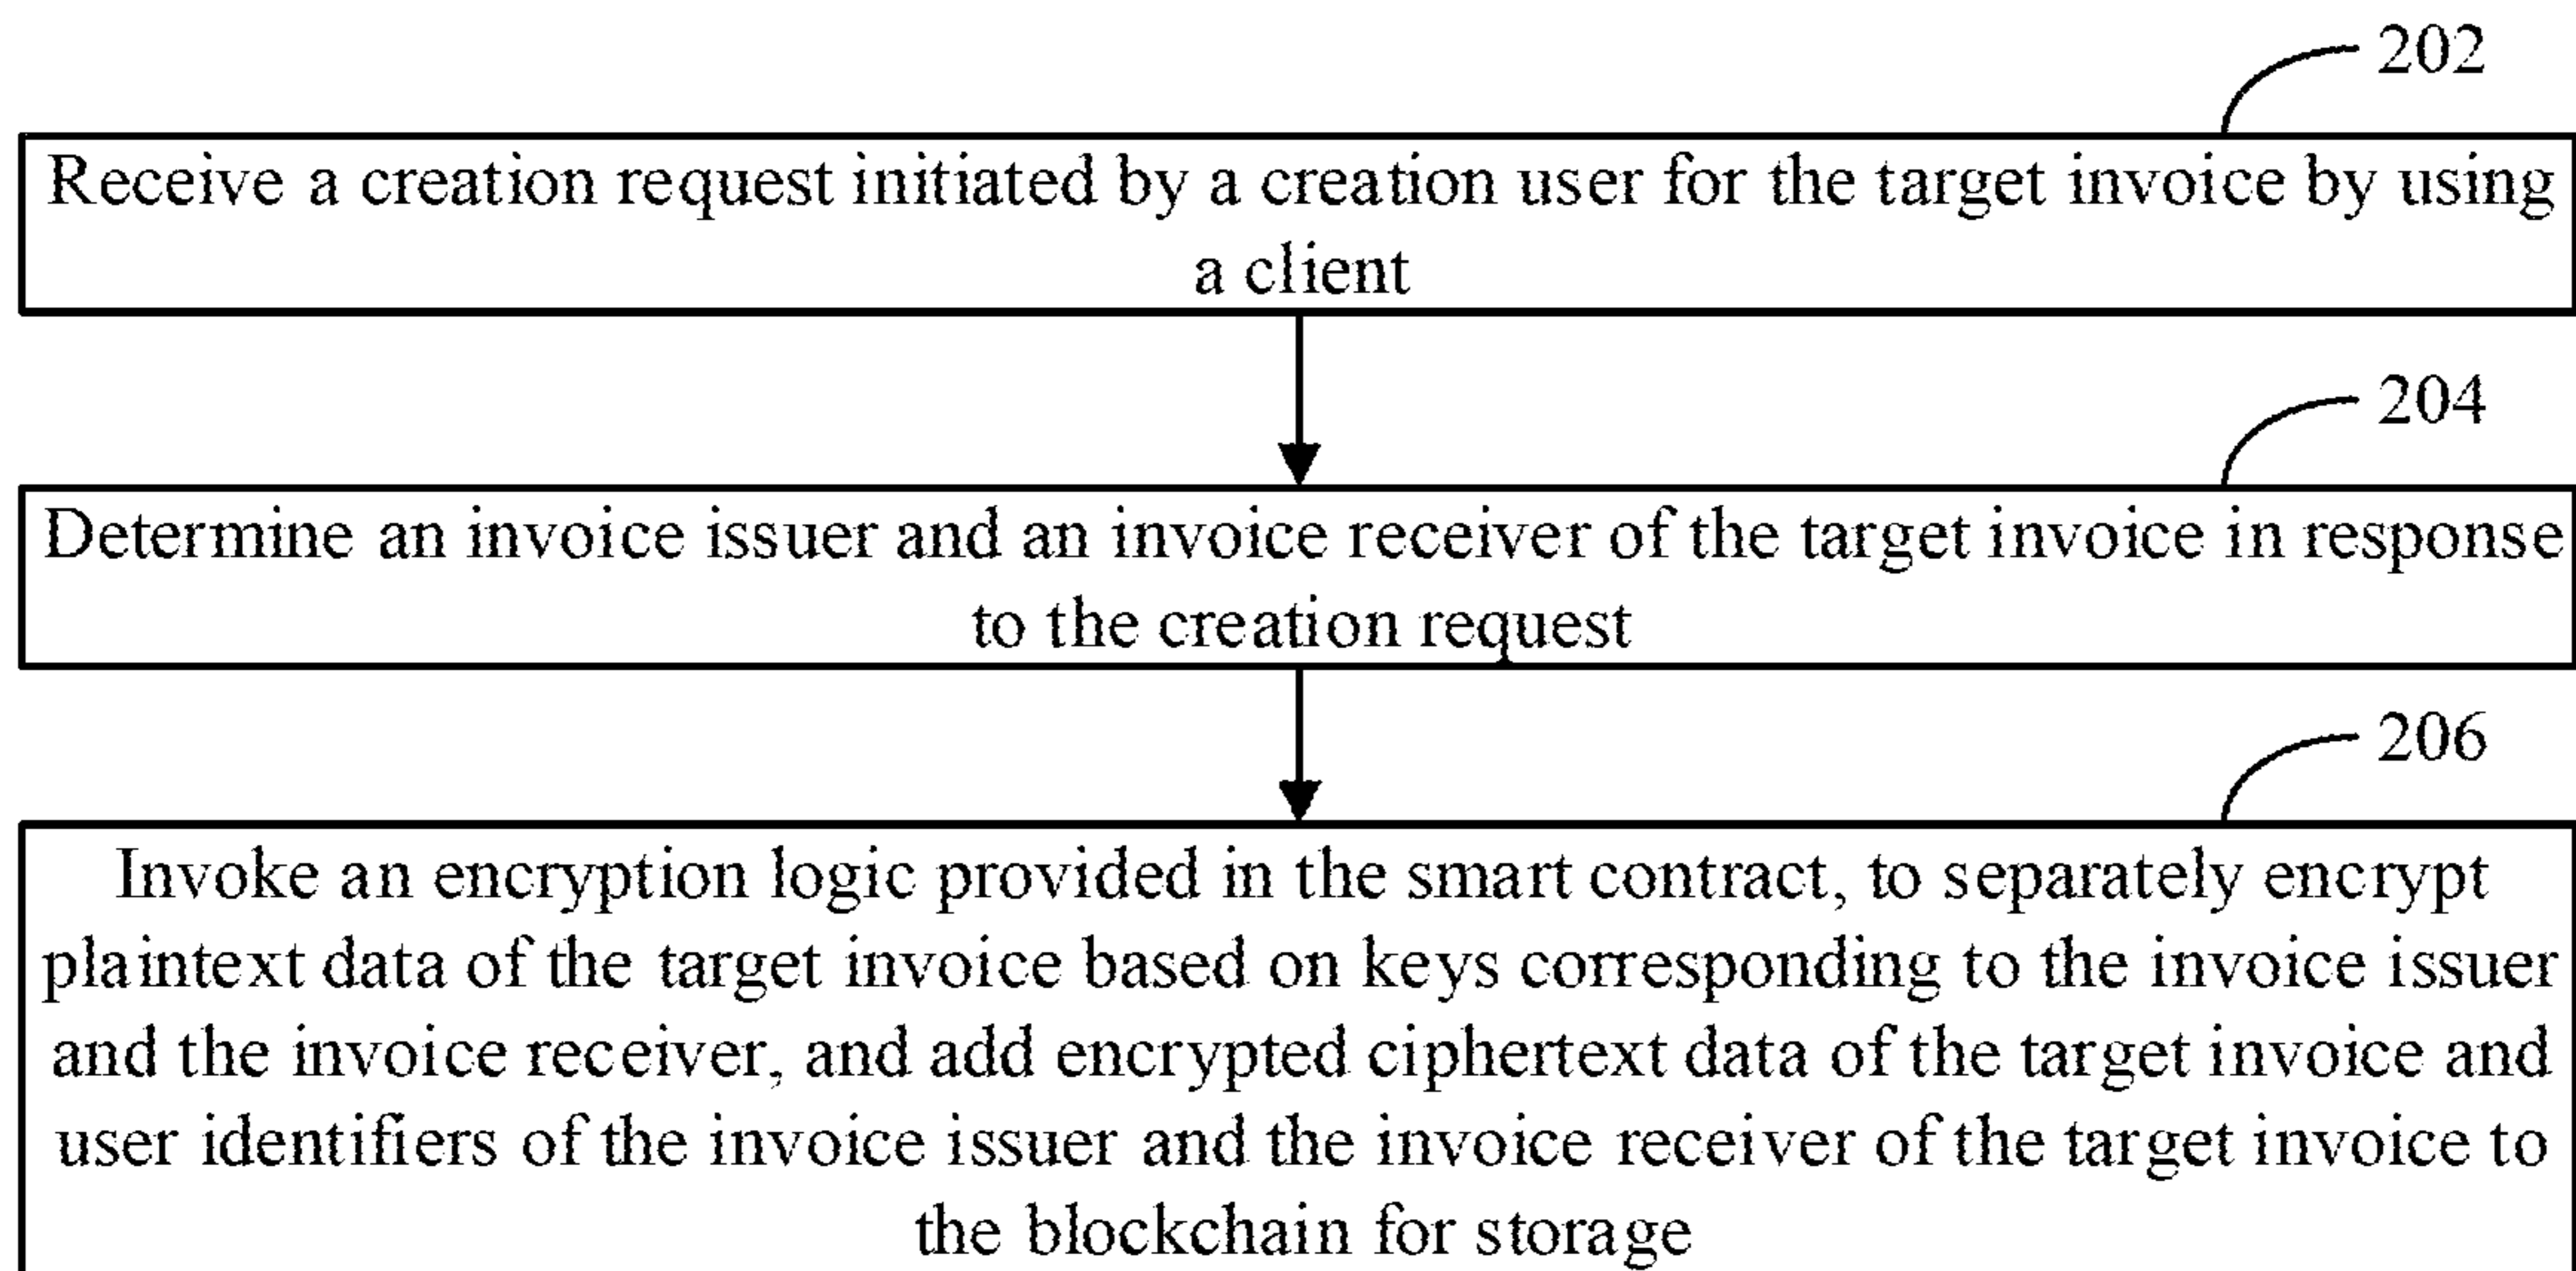 202
Receive a creation request initiated by a creation user for the target invoice by using
a client
204
Determine an invoice issuer and an invoice receiver of the target invoice in response
to the creation request
206
Invoke an encryption logic provided in the smart contract, to separately encrypt
plaintext data of the target invoice based on keys corresponding to the invoice issuer
and the invoice receiver, and add encrypted ciphertext data of the target invoice and
user identifiers of the invoice issuer and the invoice receiver of the target invoice to
the blockchain for storage